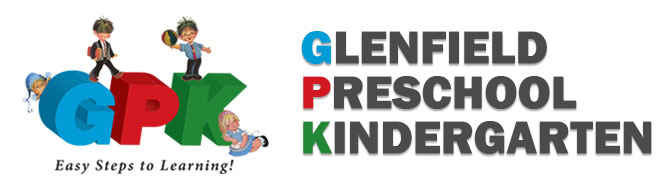 GPK
Easy Steps to Learning!
GLENFIELD
PRESCHOOL
KINDERGARTEN